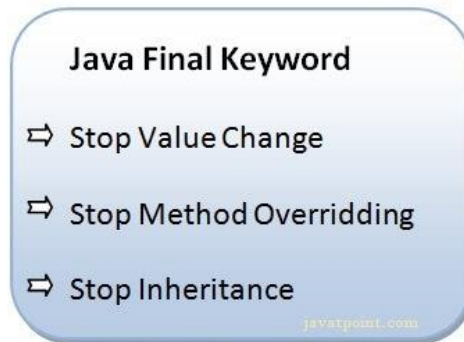 Java Final Keyword
⇨ Stop Value Change
⇨ Stop Method Overridding
⇨ Stop Inheritance
javatpoint.com